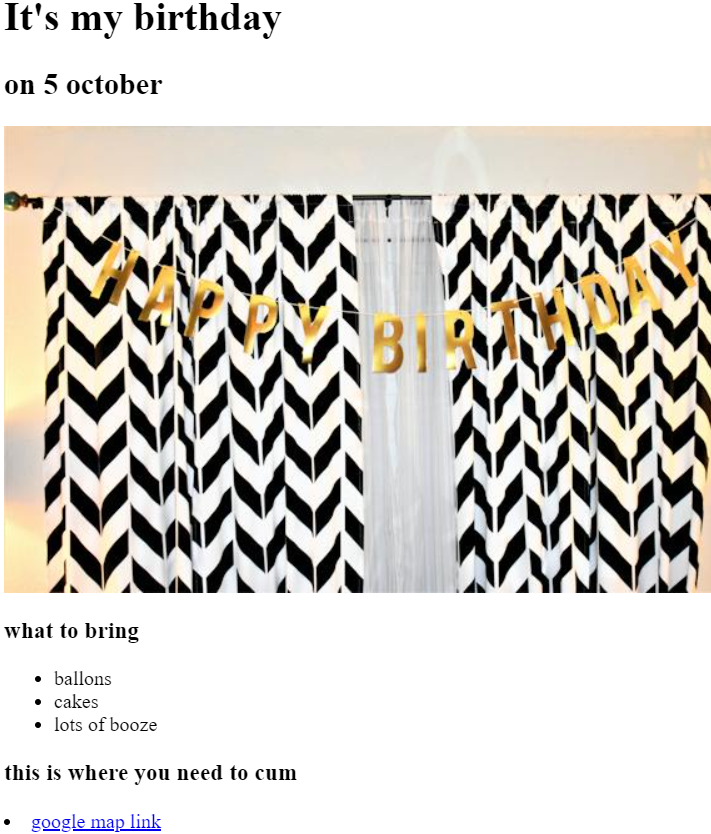 It's my birthday
on 5 october
HAPPY BIRTHDAY
what to bring
ballons
cakes
lots of booze
this is where you need to cum
google map link